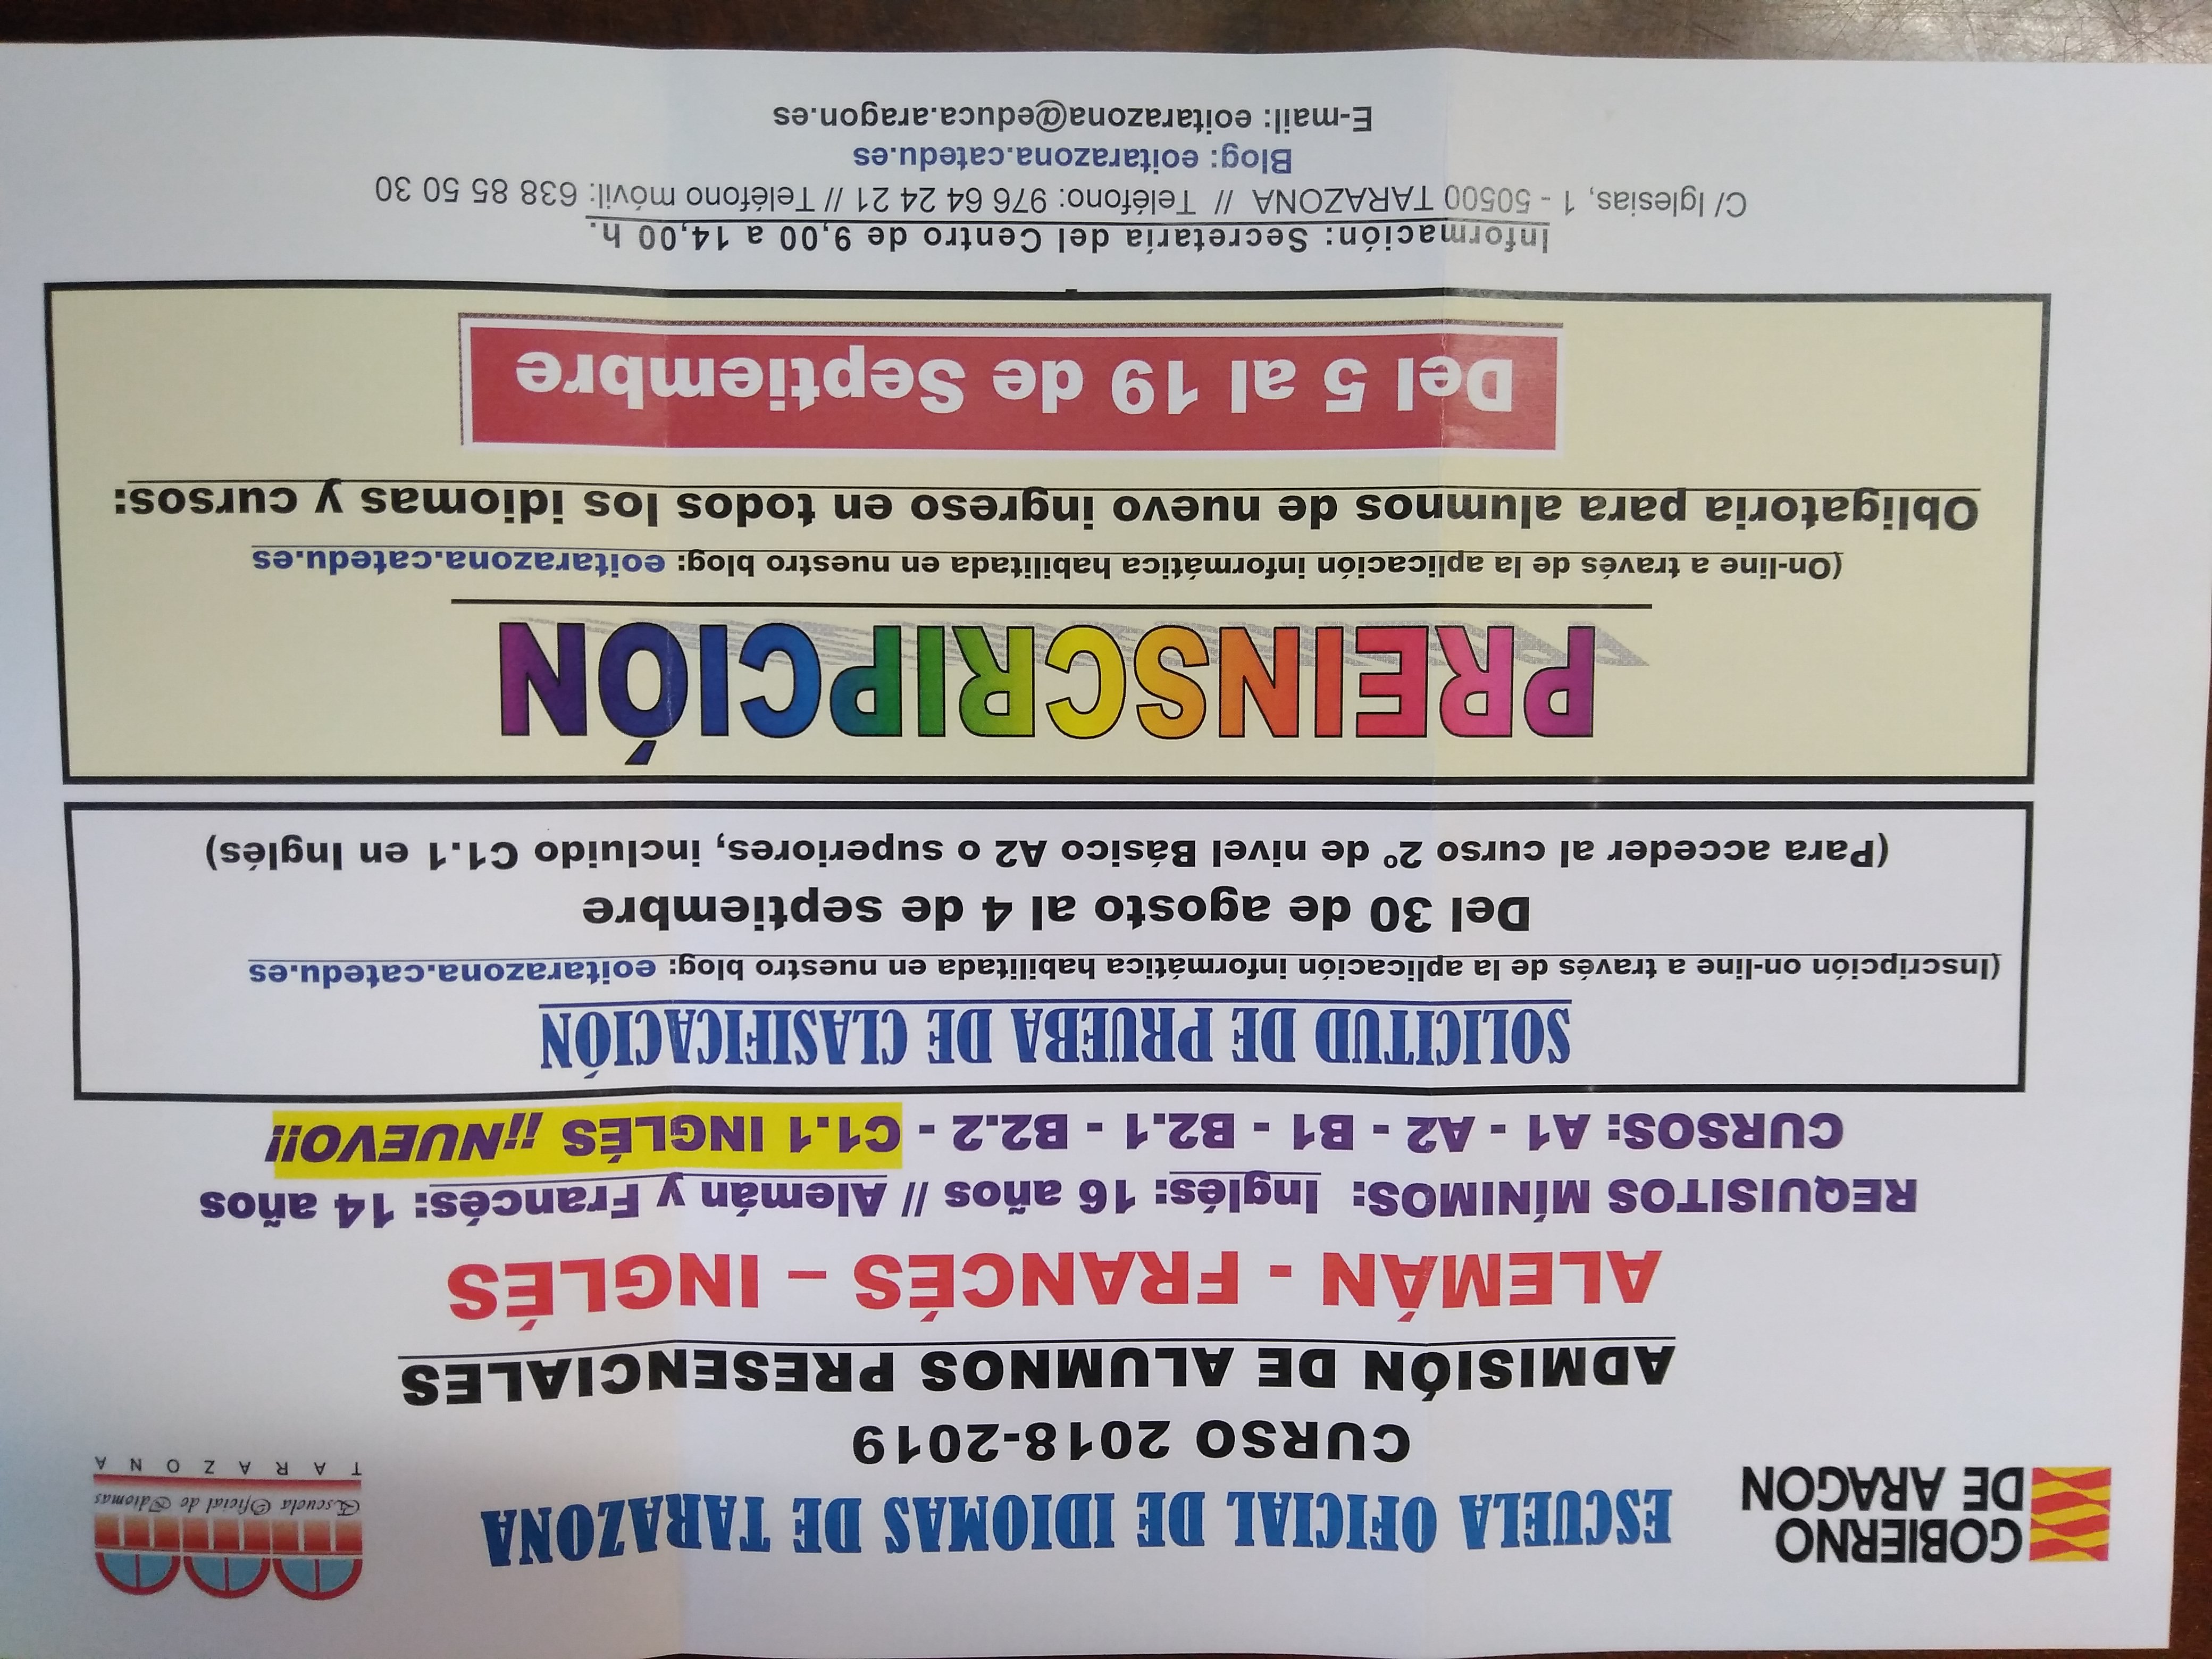 GOBIERNO
DE ARAGON
ESCUELA OFICIAL DE IDIOMAS DE TARAZONA
Escuela Oficial de Idiomas
TARAZONA
CURSO 2018-2019
ADMISIÓN DE ALUMNOS PRESENCIALES
ALEMÁN - FRANCÉS – INGLÉS
REQUISITOS MÍNIMOS: Inglés: 16 años // Alemán y Francés: 14 años
CURSOS: A1 - A2 - B1 - B2.1 - B2.2 - C1.1 INGLÉS ¡¡NUEVO!!
SOLICITUD DE PRUEBA DE CLASIFICACIÓN
(Inscripción on-line a través de la aplicación informática habilitada en nuestro blog: eoitarazona.catedu.es
Del 30 de agosto al 4 de septiembre
(Para acceder al curso 2º de nivel Básico A2 o superiores, incluido C1.1 en Inglés)
PREINSCRIPCIÓN
(On-line a través de la aplicación informática habilitada en nuestro blog: eoitarazona.catedu.es
Obligatoria para alumnos de nuevo ingreso en todos los idiomas y cursos:
Del 5 al 19 de Septiembre
Información: Secretaría del Centro de 9,00 a 14,00 h.
C/ Iglesias, 1 - 50500 TARAZONA // Teléfono: 976 64 24 21 // Teléfono móvil: 638 85 50 30
Blog: eoitarazona.catedu.es
E-mail: eoitarazona@educa.aragon.es